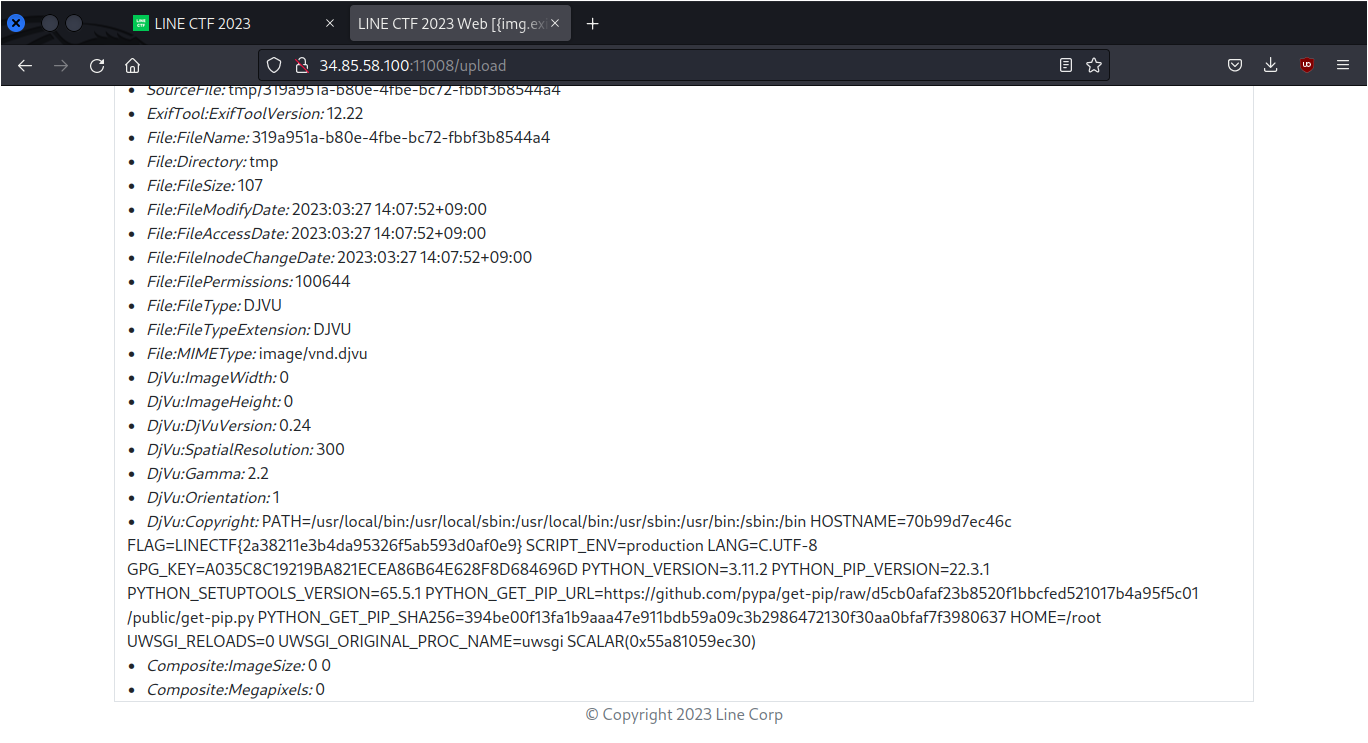 LINE CTF 2023
LINE CTF 2023 Web [{img.ex
34.85.58.100:11008/upload
SourceFile: tmp/319a951a-b80e-4fbe-bc72-fbbf3b8544a4
ExifTool:ExifToolVersion: 12.22
File:FileName: 319a951a-b80e-4fbe-bc72-fbbf3b8544a4
File:Directory: tmp
File:FileSize: 107
File:FileModifyDate: 2023:03:27 14:07:52+09:00
File:FileAccessDate: 2023:03:27 14:07:52+09:00
File:FileInodeChangeDate: 2023:03:27 14:07:52+09:00
File:FilePermissions: 100644
File:FileType: DJVU
File:FileTypeExtension: DJVU
File:MIMEType: image/vnd.djvu
DjVu:ImageWidth: 0
DjVu:ImageHeight: 0
DjVu:DjVuVersion: 0.24
DjVu:SpatialResolution: 300
DjVu:Gamma: 2.2
DjVu:Orientation: 1
DjVu:Copyright: PATH=/usr/local/bin:/usr/local/sbin:/usr/local/bin:/usr/sbin:/usr/bin:/sbin:/bin HOSTNAME=70b99d7ec46c
FLAG=LINECTF{2a38211e3b4da95326f5ab593d0af0e9} SCRIPT_ENV=production LANG=C.UTF-8
GPG_KEY=A035C8C19219BA821ECEA86B64E628F8D684696D PYTHON_VERSION=3.11.2 PYTHON_PIP_VERSION=22.3.1
PYTHON_SETUPTOOLS_VERSION=65.5.1 PYTHON_GET_PIP_URL=https://github.com/pypa/get-pip/raw/d5cb0afaf23b8520f1bbcfed521017b4a95f5c01
/public/get-pip.py PYTHON_GET_PIP_SHA256=394be00f13fa1b9aaa47e911bdb59a09c3b2986472130f30aa0bfaf7f3980637 HOME=/root
UWSGI_RELOADS=0 UWSGI_ORIGINAL_PROC_NAME=uwsgi SCALAR(0x55a81059ec30)
Composite:ImageSize: 0 0
Composite:Megapixels: 0
© Copyright 2023 Line Corp